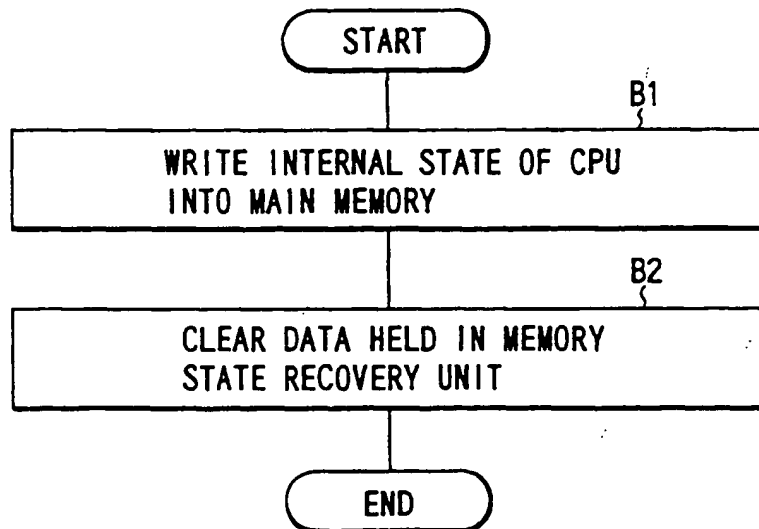 START
B1
WRITE INTERNAL STATE OF CPU
INTO MAIN MEMORY
B2
CLEAR DATA HELD IN MEMORY
STATE RECOVERY UNIT
END